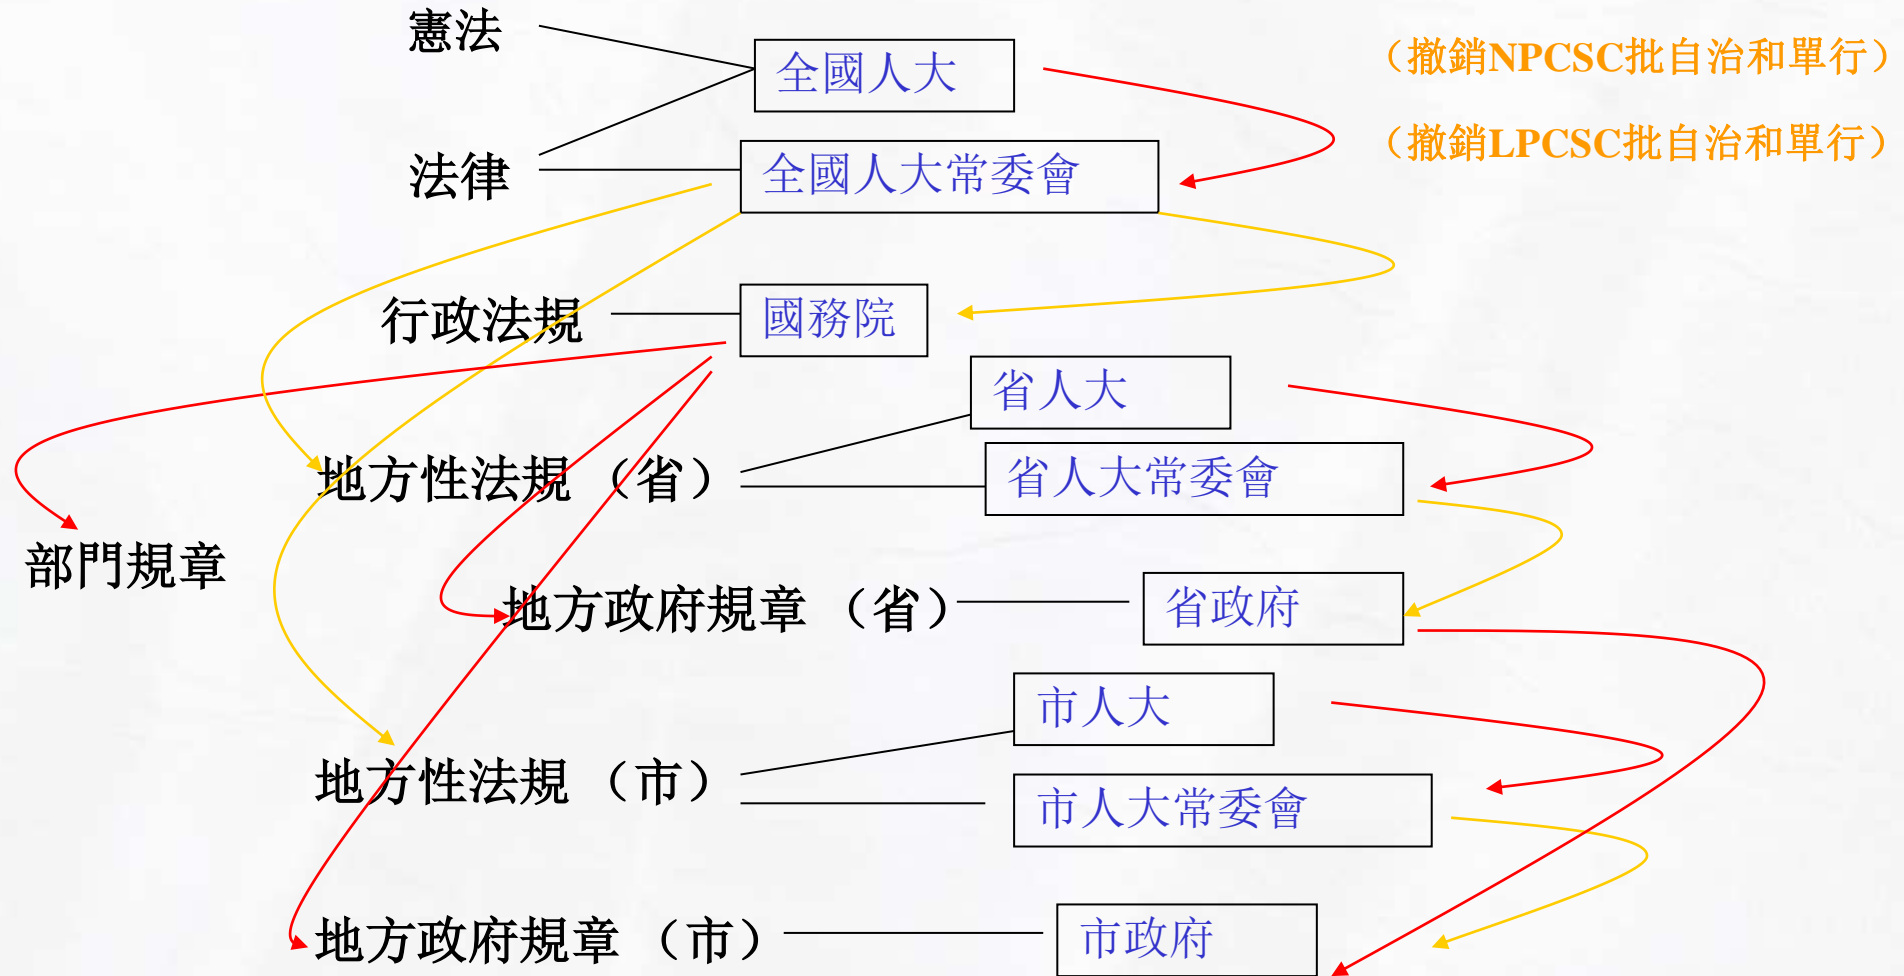 憲法
全國人大
（撤銷NPCSC批自治和單行）
（撤銷LPCSC批自治和單行）
法律
全國人大常委會
行政法規
國務院
省人大
地方性法規 （省）
省人大常委會
部門規章
地方政府規章 （省）
省政府
市人大
地方性法規 （市）
市人大常委會
地方政府規章 （市）
市政府